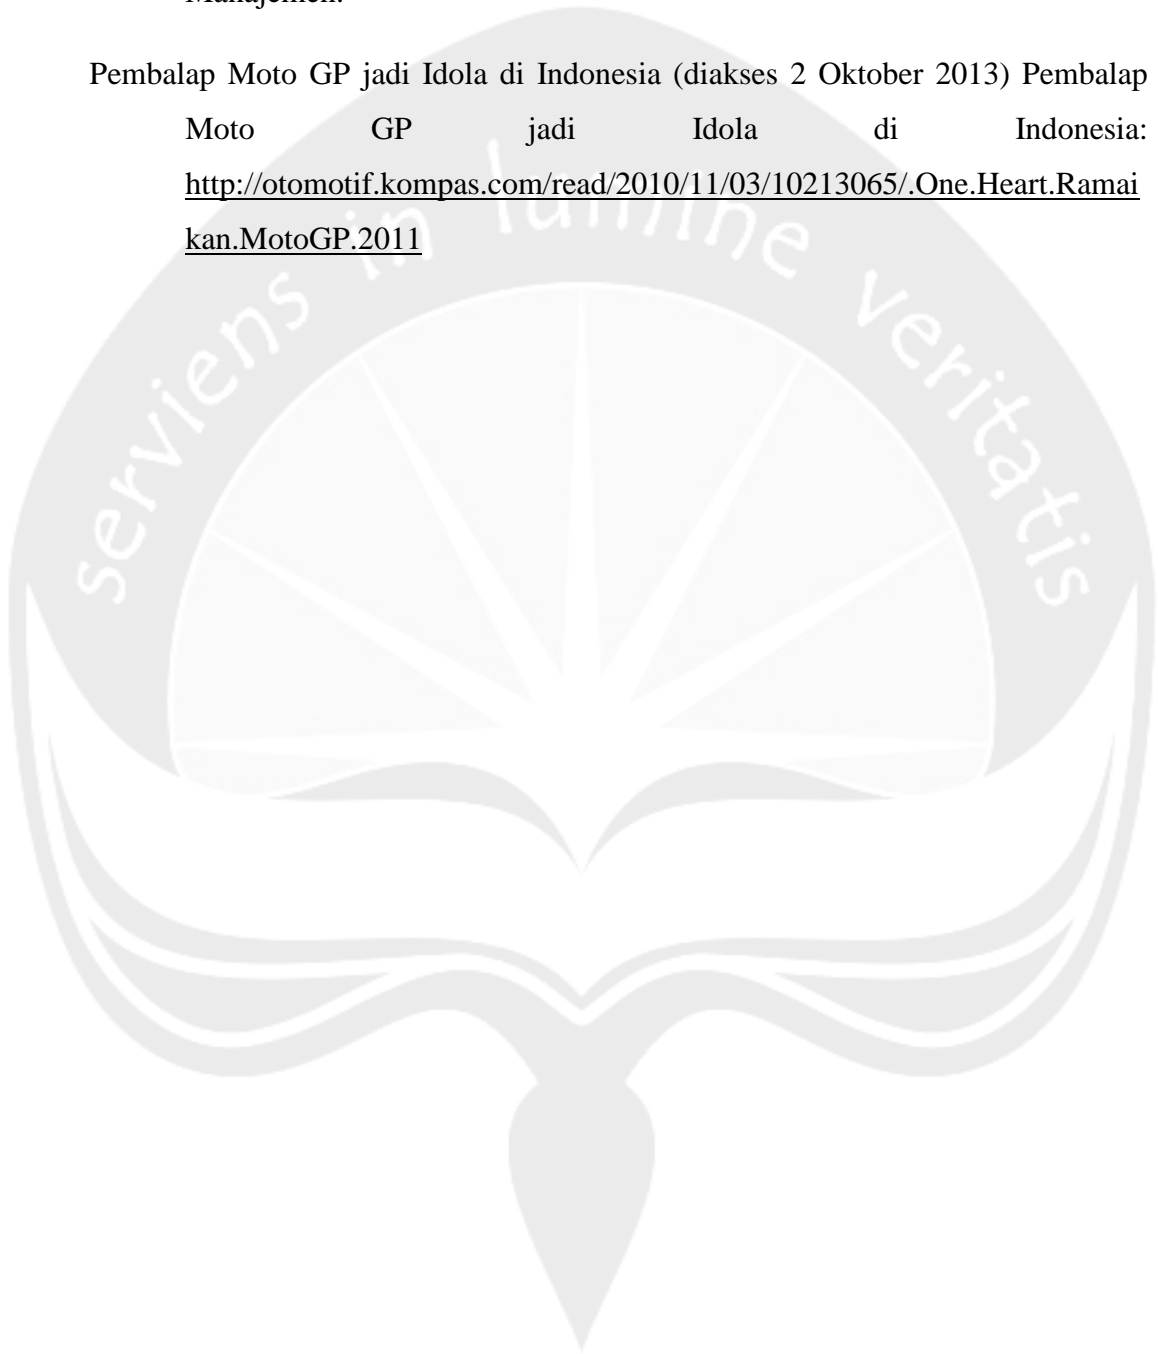 Manajemen.
Pembalap Moto GP jadi Idola di Indonesia (diakses 2 Oktober 2013) Pembalap
Moto GP jadi Idola di Indonesia:
http://otomotif.kompas.com/read/2010/11/03/10213065/.One.Heart.Ramai
kan.MotoGP.2011
serviens in lumine veritatis